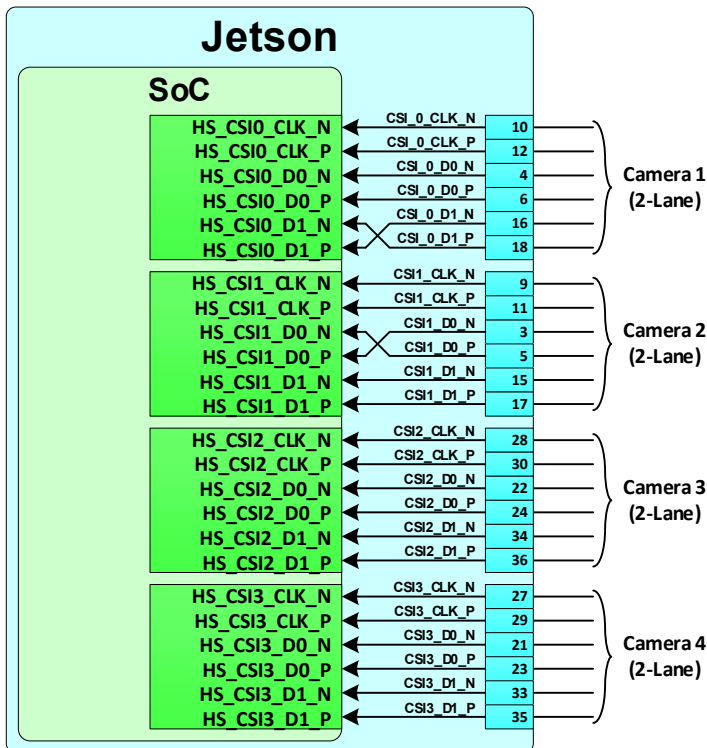 Jetson
SoC
HS_CSI0_CLK_N CSI_0_CLK_N 10
HS_CSI0_CLK_P CSI_0_CLK_P 12
HS_CSI0_D0_N CSI_0_D0_N 4
HS_CSI0_D0_P CSI_0_D0_P 6
HS_CSI0_D1_N CSI_0_D1_N 16
HS_CSI0_D1_P CSI_0_D1_P 18
Camera 1
(2-Lane)
HS_CSI1_CLK_N CSI1_CLK_N 9
HS_CSI1_CLK_P CSI1_CLK_P 11
HS_CSI1_D0_N CSI1_D0_N 3
HS_CSI1_D0_P CSI1_D0_P 5
HS_CSI1_D1_N CSI1_D1_N 15
HS_CSI1_D1_P CSI1_D1_P 17
Camera 2
(2-Lane)
HS_CSI2_CLK_N CSI2_CLK_N 28
HS_CSI2_CLK_P CSI2_CLK_P 30
HS_CSI2_D0_N CSI2_D0_N 22
HS_CSI2_D0_P CSI2_D0_P 24
HS_CSI2_D1_N CSI2_D1_N 34
HS_CSI2_D1_P CSI2_D1_P 36
Camera 3
(2-Lane)
HS_CSI3_CLK_N CSI3_CLK_N 27
HS_CSI3_CLK_P CSI3_CLK_P 29
HS_CSI3_D0_N CSI3_D0_N 21
HS_CSI3_D0_P CSI3_D0_P 23
HS_CSI3_D1_N CSI3_D1_N 33
HS_CSI3_D1_P CSI3_D1_P 35
Camera 4
(2-Lane)